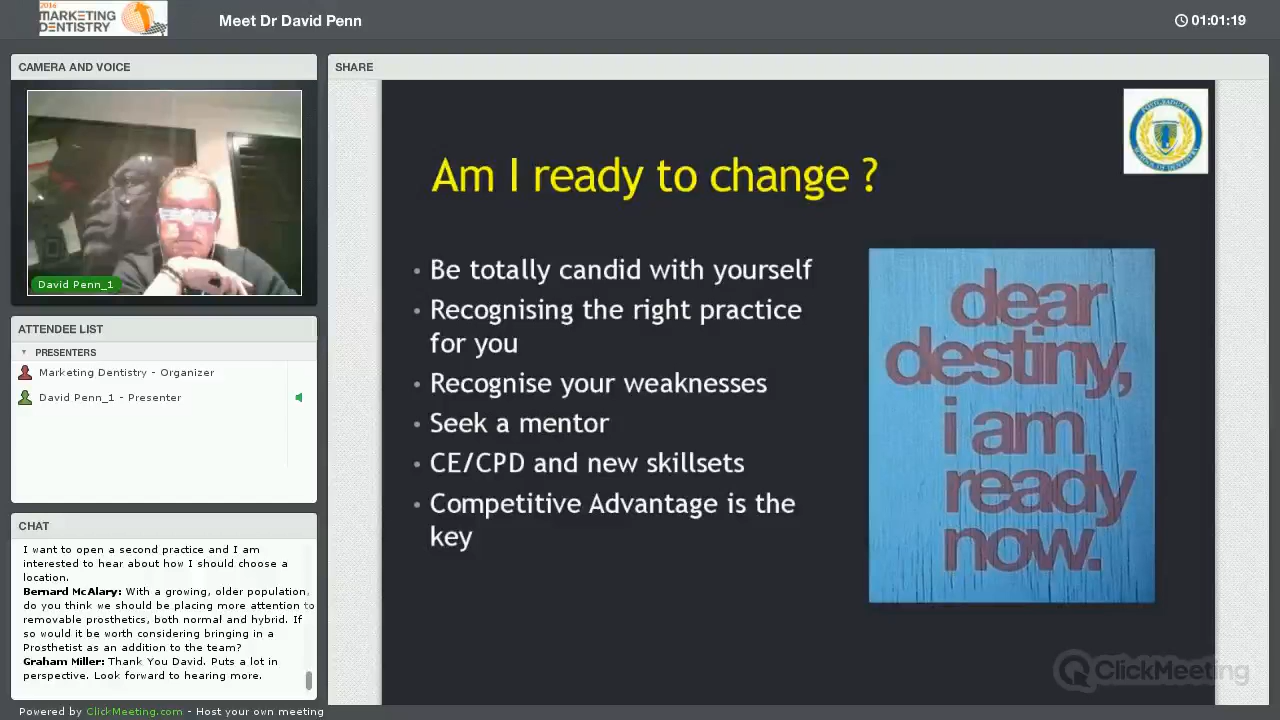 2016
MARKETING
DENTISTRY
Meet Dr David Penn
01:01:19
CAMERA AND VOICE
David Penn_1
ATTENDEE LIST
PRESENTERS
Marketing Dentistry - Organizer
David Penn_1 - Presenter
CHAT
I want to open a second practice and I am
interested to hear about how I should choose a
location.
Bernard McAlary: With a growing, older population,
do you think we should be placing more attention to
removable prosthetics, both normal and hybrid. If
so would it be worth considering bringing in a
Prosthetist as an addition to the team?
Graham Miller: Thank You David. Puts a lot in
perspective. Look forward to hearing more.
Powered by ClickMeeting.com - Host your own meeting
SHARE
Am I ready to change ?
• Be totally candid with yourself
• Recognising the right practice
for you
• Recognise your weaknesses
• Seek a mentor
• CE/CPD and new skillsets
• Competitive Advantage is the
key
dear
destiny,
i am
ready
now.
ClickMeeting